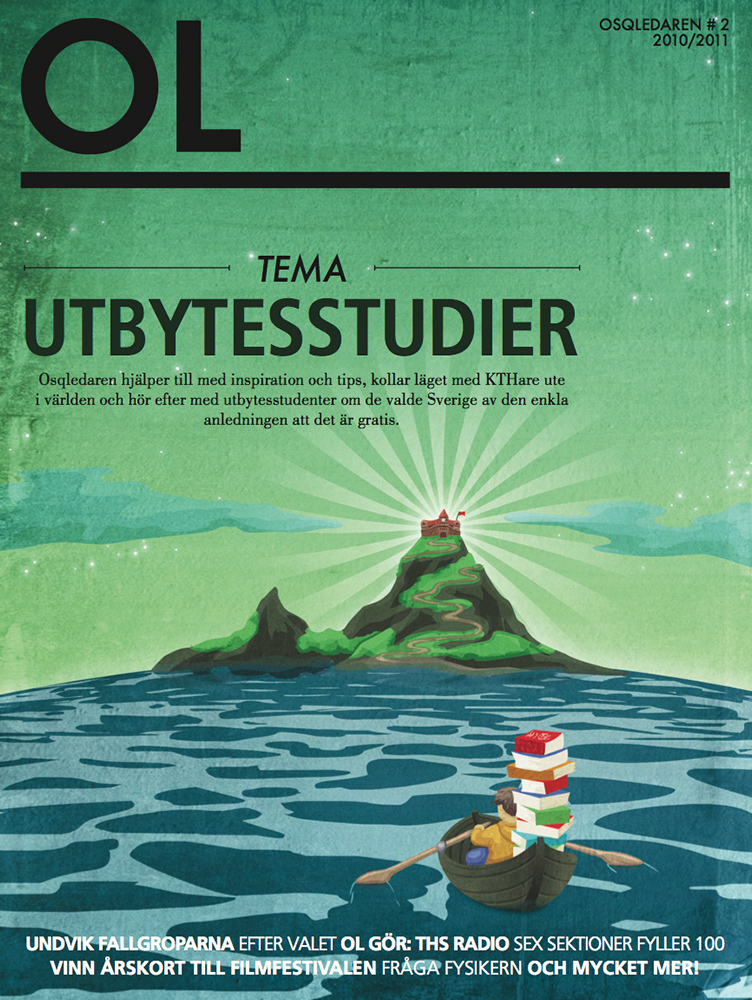 OL
OSQLEDAREN # 2
2010/2011
TEMA
UTBYTESSTUDIER
Osqledaren hjälper till med inspiration och tips, kollar läget med KTHare ute
i världen och hör efter med utbytesstudenter om de valde Sverige av den enkla
anledningen att det är gratis.
UNDVIK FALLGROPARNA EFTER VALET OL GÖR: THS RADIO SEX SEKTIONER FYLLER 100
VINN ÅRSKORT TILL FILMFESTIVALEN FRÅGA FYSIKERN OCH MYCKET MER!